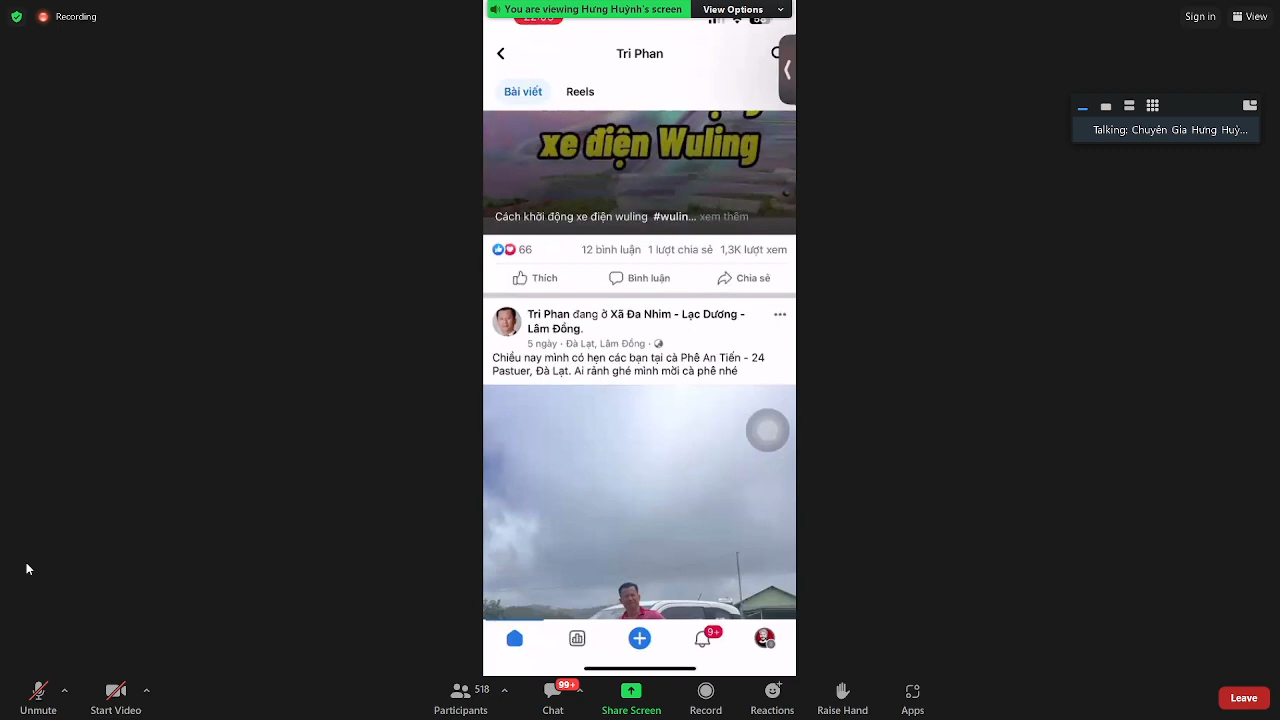 You are viewing Hưng Huỳnh's screen
View Options
Sign in
View
Tri Phan
Bài viết
Reels
xe điện Wuling
Cách khởi động xe điện wuling #wulin... xem thêm
66
12 bình luận
1 lượt chia sẻ
1,3K lượt xem
Thích
Bình luận
Chia sẻ
Tri Phan đang ở Xã Đa Nhim - Lạc Dương -
Lâm Đồng.
5 ngày · Đà Lạt, Lâm Đồng ·
Chiều nay mình có hẹn các bạn tại cà Phê An Tiến - 24
Pastuer, Đà Lạt. Ai rảnh ghé mình mời cà phê nhé
9+
Recording
Talking: Chuyên Gia Hưng Huỳ...
Unmute
Start Video
518
Participants
99+
Chat
Share Screen
Record
Reactions
Raise Hand
Apps
Leave